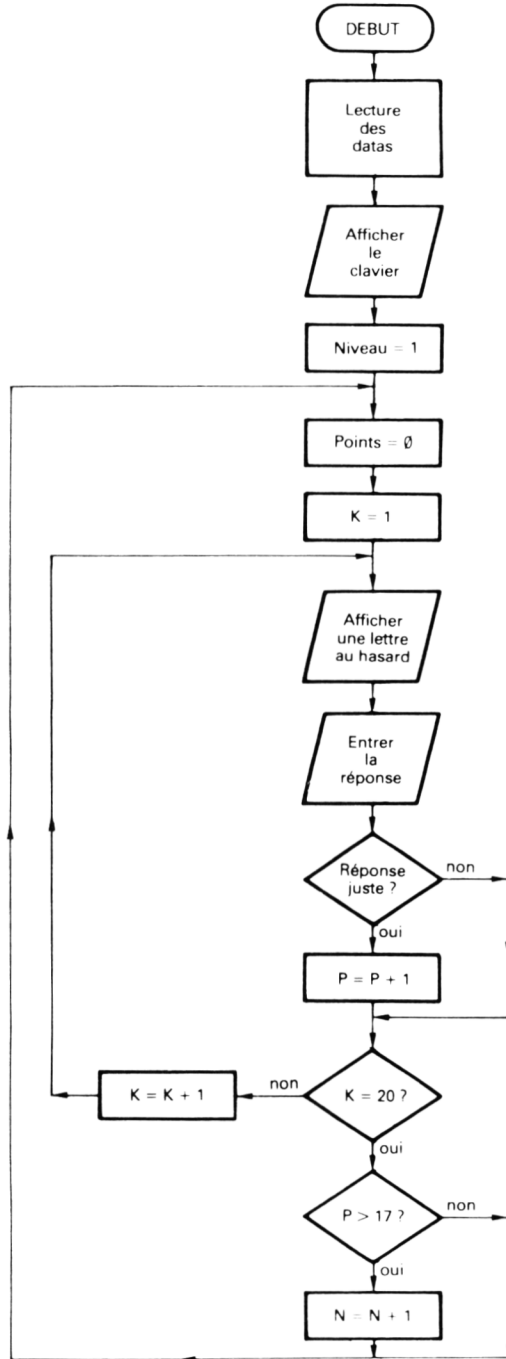 DEBUT
Lecture
des
datas
Afficher
le
clavier
Niveau = 1
Points = Ø
K = 1
Afficher
une lettre
au hasard
Entrer
la
réponse
Réponse
juste ?
non
oui
P = P + 1
K = 20 ?
non
K = K + 1
oui
P > 17 ?
non
oui
N = N + 1